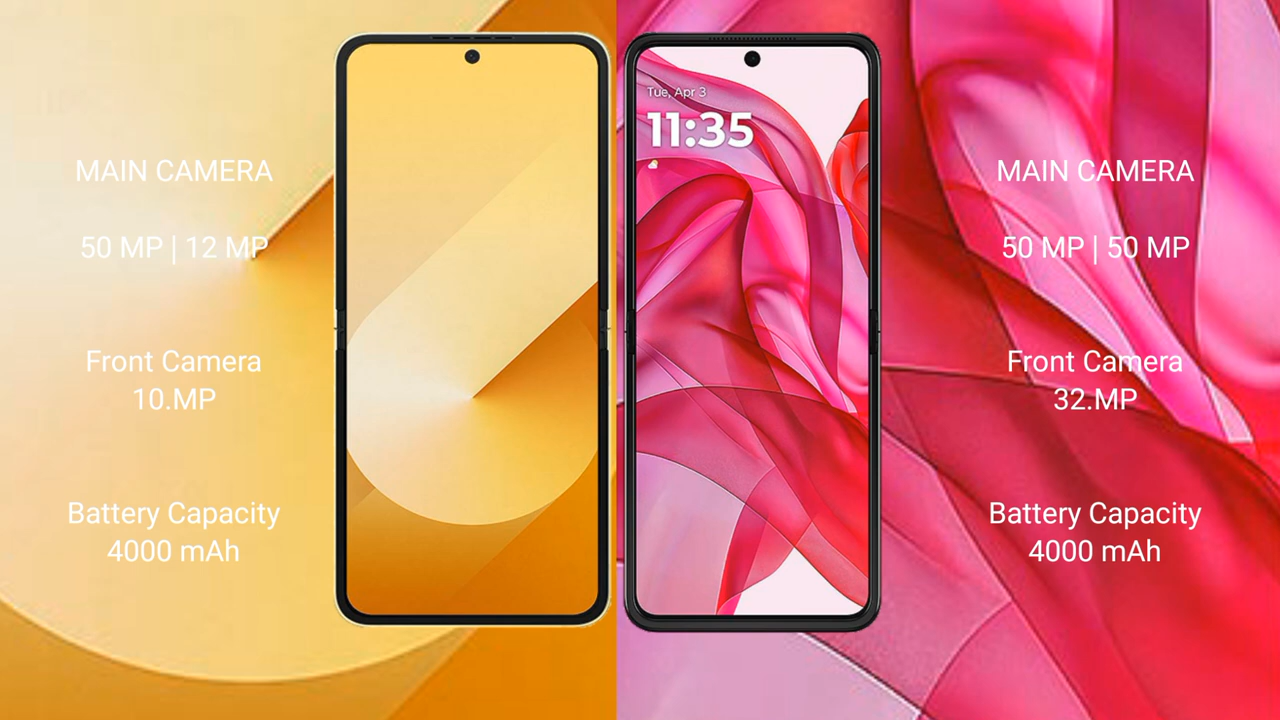 MAIN CAMERA
50 MP | 12 MP
Front Camera
10.MP
Battery Capacity
4000 mAh
Tue, Apr 3
11:35
MAIN CAMERA
50 MP | 50 MP
Front Camera
32.MP
Battery Capacity
4000 mAh